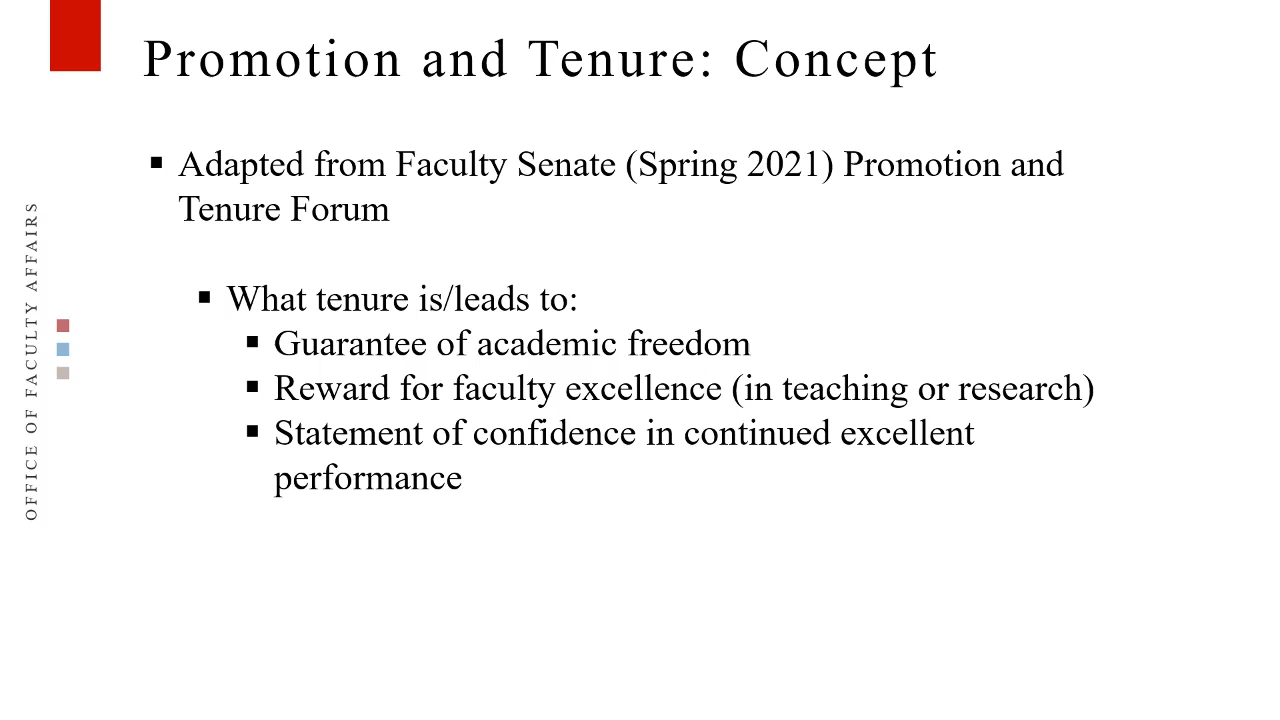 Promotion and Tenure: Concept
▪ Adapted from Faculty Senate (Spring 2021) Promotion and
Tenure Forum
▪ What tenure is/leads to:
▪ Guarantee of academic freedom
▪ Reward for faculty excellence (in teaching or research)
▪ Statement of confidence in continued excellent
performance
OFFICE OF FACULTY AFFAIRS